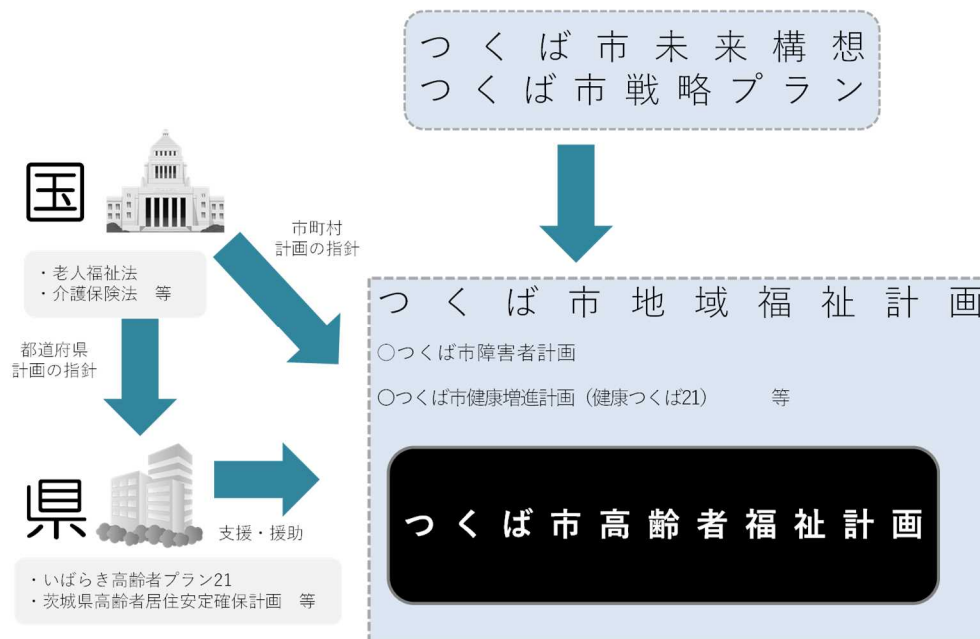 つくば市未来構想
つくば市戦略プラン
国
・老人福祉法
・介護保険法　等
市町村
計画の指針
都道府県
計画の指針
県
・いばらき高齢者プラン21
・茨城県高齢者居住安定確保計画　等
支援・援助
つくば市地域福祉計画
○つくば市障害者計画
○つくば市健康増進計画（健康つくば21）　等
つくば市高齢者福祉計画